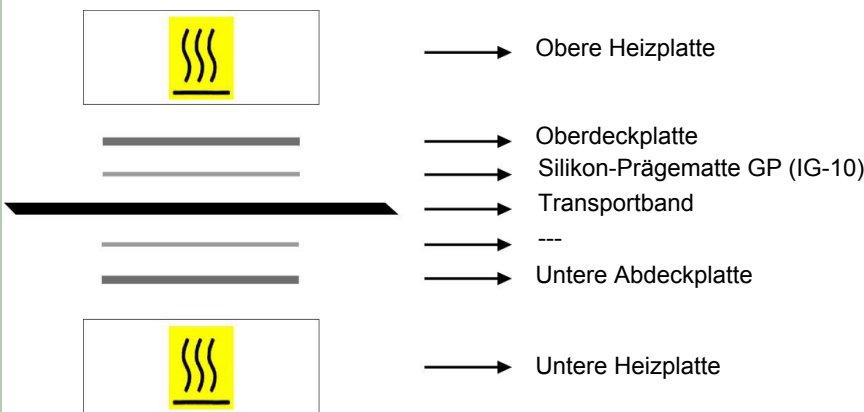 Obere Heizplatte
Oberdeckplatte
Silikon-Prägematte GP (IG-10)
Transportband
---
Untere Abdeckplatte
Untere Heizplatte